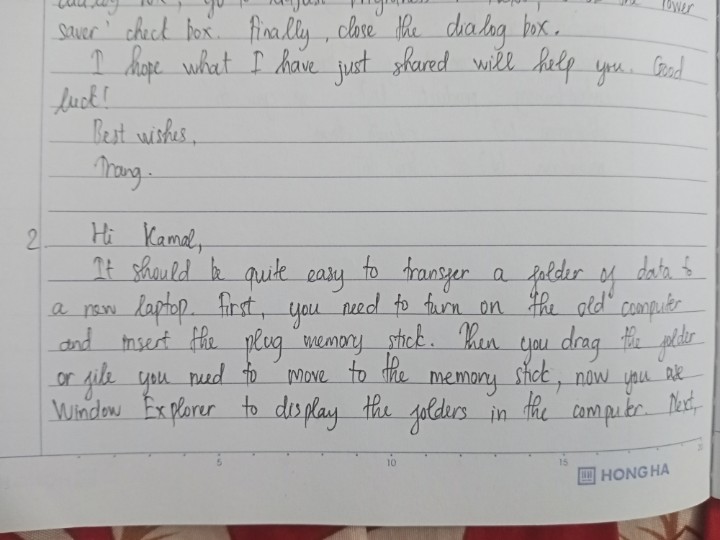 lower
saver' check box. Finally, close the dialog box.
I hope what I have just shared will help you. Good
luck!
Best wishes,
Trang.
2. Hi Kamal,
It should be quite easy to transfer a folder of data to
a new laptop. First, you need to turn on the old computer
and insert the plug memory stick. Then you drag the folder
or file you need to move to the memory stick, now you use
Window Explorer to display the folders in the computer. Next,
5 10 15
HONG HA